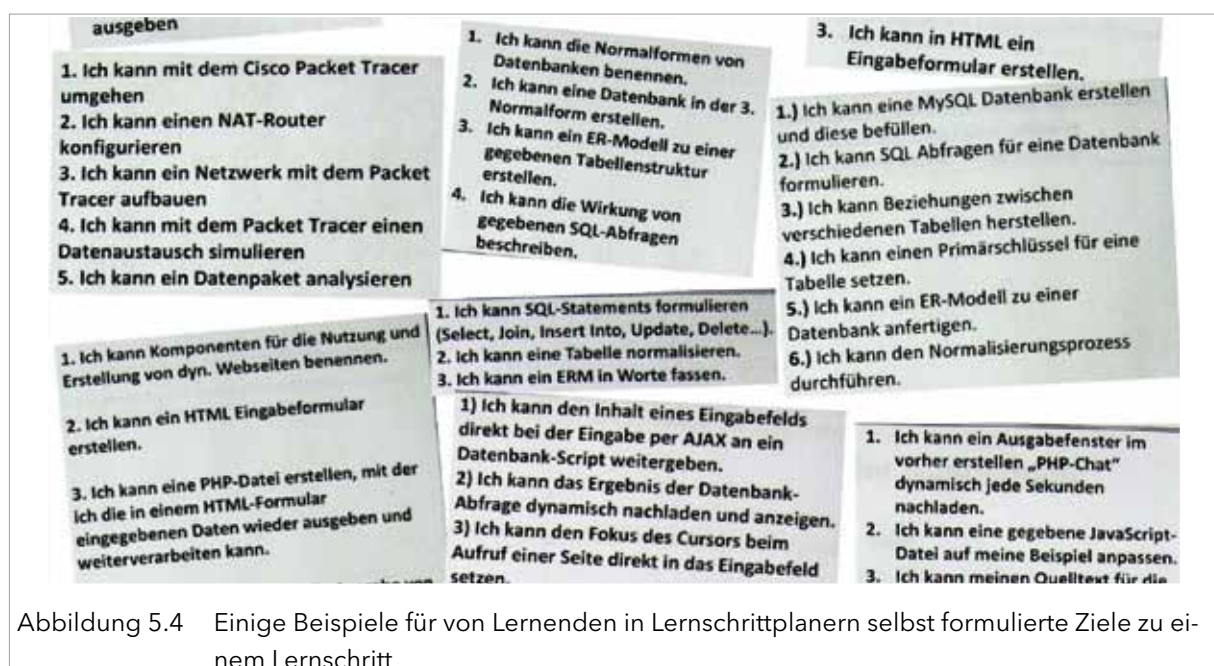 ausgeben
1. Ich kann mit dem Cisco Packet Tracer
umgehen
2. Ich kann einen NAT-Router
konfigurieren
3. Ich kann ein Netzwerk mit dem Packet
Tracer aufbauen
4. Ich kann mit dem Packet Tracer einen
Datenaustausch simulieren
5. Ich kann ein Datenpaket analysieren
1. Ich kann die Normalformen von
Datenbanken benennen.
2. Ich kann eine Datenbank in der 3.
Normalform erstellen.
3. Ich kann ein ER-Modell zu einer
gegebenen Tabellenstruktur
erstellen.
4. Ich kann die Wirkung von
gegebenen SQL-Abfragen
beschreiben.
3. Ich kann in HTML ein
Eingabeformular erstellen.
1.) Ich kann eine MySQL Datenbank erstellen
und diese befüllen.
2.) Ich kann SQL Abfragen für eine Datenbank
formulieren.
3.) Ich kann Beziehungen zwischen
verschiedenen Tabellen herstellen.
4.) Ich kann einen Primärschlüssel für eine
Tabelle setzen.
5.) Ich kann ein ER-Modell zu einer
Datenbank anfertigen.
6.) Ich kann den Normalisierungsprozess
durchführen.
1. Ich kann Komponenten für die Nutzung und
Erstellung von dyn. Webseiten benennen.
2. Ich kann ein HTML Eingabeformular
erstellen.
3. Ich kann eine PHP-Datei erstellen, mit der
ich die in einem HTML-Formular
eingegebenen Daten wieder ausgeben und
weiterverarbeiten kann.
1. Ich kann SQL-Statements formulieren
(Select, Join, Insert Into, Update, Delete...).
2. Ich kann eine Tabelle normalisieren.
3. Ich kann ein ERM in Worte fassen.
1) Ich kann den Inhalt eines Eingabefelds
direkt bei der Eingabe per AJAX an ein
Datenbank-Script weitergeben.
2) Ich kann das Ergebnis der Datenbank-
Abfrage dynamisch nachladen und anzeigen.
3) Ich kann den Fokus des Cursors beim
Aufruf einer Seite direkt in das Eingabefeld
setzen.
1. Ich kann ein Ausgabefenster im
vorher erstellen „PHP-Chat"
dynamisch jede Sekunden
nachladen.
2. Ich kann eine gegebene JavaScript-
Datei auf meine Beispiel anpassen.
3. Ich kann meinen Quelltext für die
Abbildung 5.4 Einige Beispiele für von Lernenden in Lernschrittplanern selbst formulierte Ziele zu ei-
nem Lernschritt